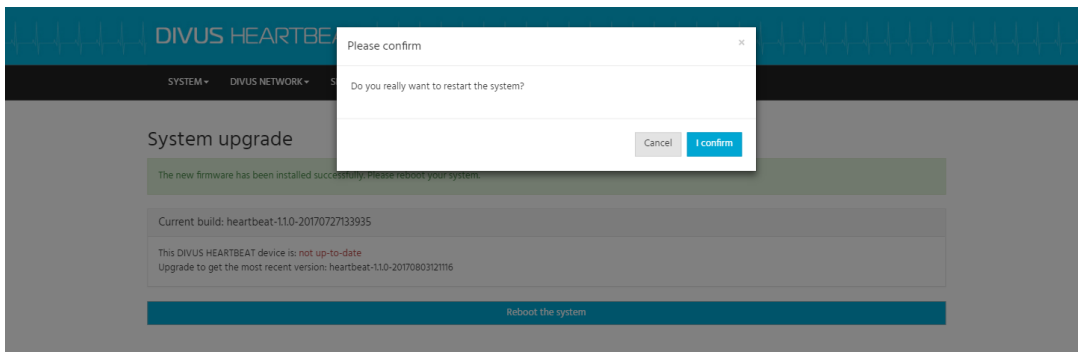 DIVUS HEARTBEA
Please confirm
×
SYSTEM
DIVUS NETWORK
Do you really want to restart the system?
Cancel
I confirm
System upgrade
The new firmware has been installed successfully. Please reboot your system.
Current build: heartbeat-1.1.0-20170727133935
This DIVUS HEARTBEAT device is: not up-to-date
Upgrade to get the most recent version: heartbeat-1.1.0-20170803121116
Reboot the system